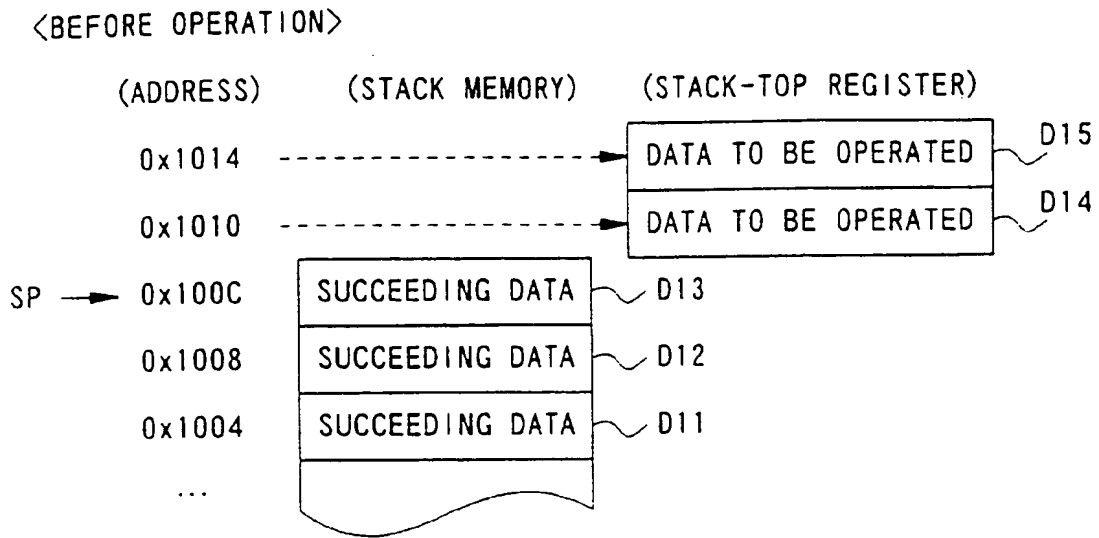 <BEFORE OPERATION>
(ADDRESS) (STACK MEMORY) (STACK-TOP REGISTER)
0x1014 DATA TO BE OPERATED D15
0x1010 DATA TO BE OPERATED D14
SP 0x100C SUCCEEDING DATA D13
0x1008 SUCCEEDING DATA D12
0x1004 SUCCEEDING DATA D11
...